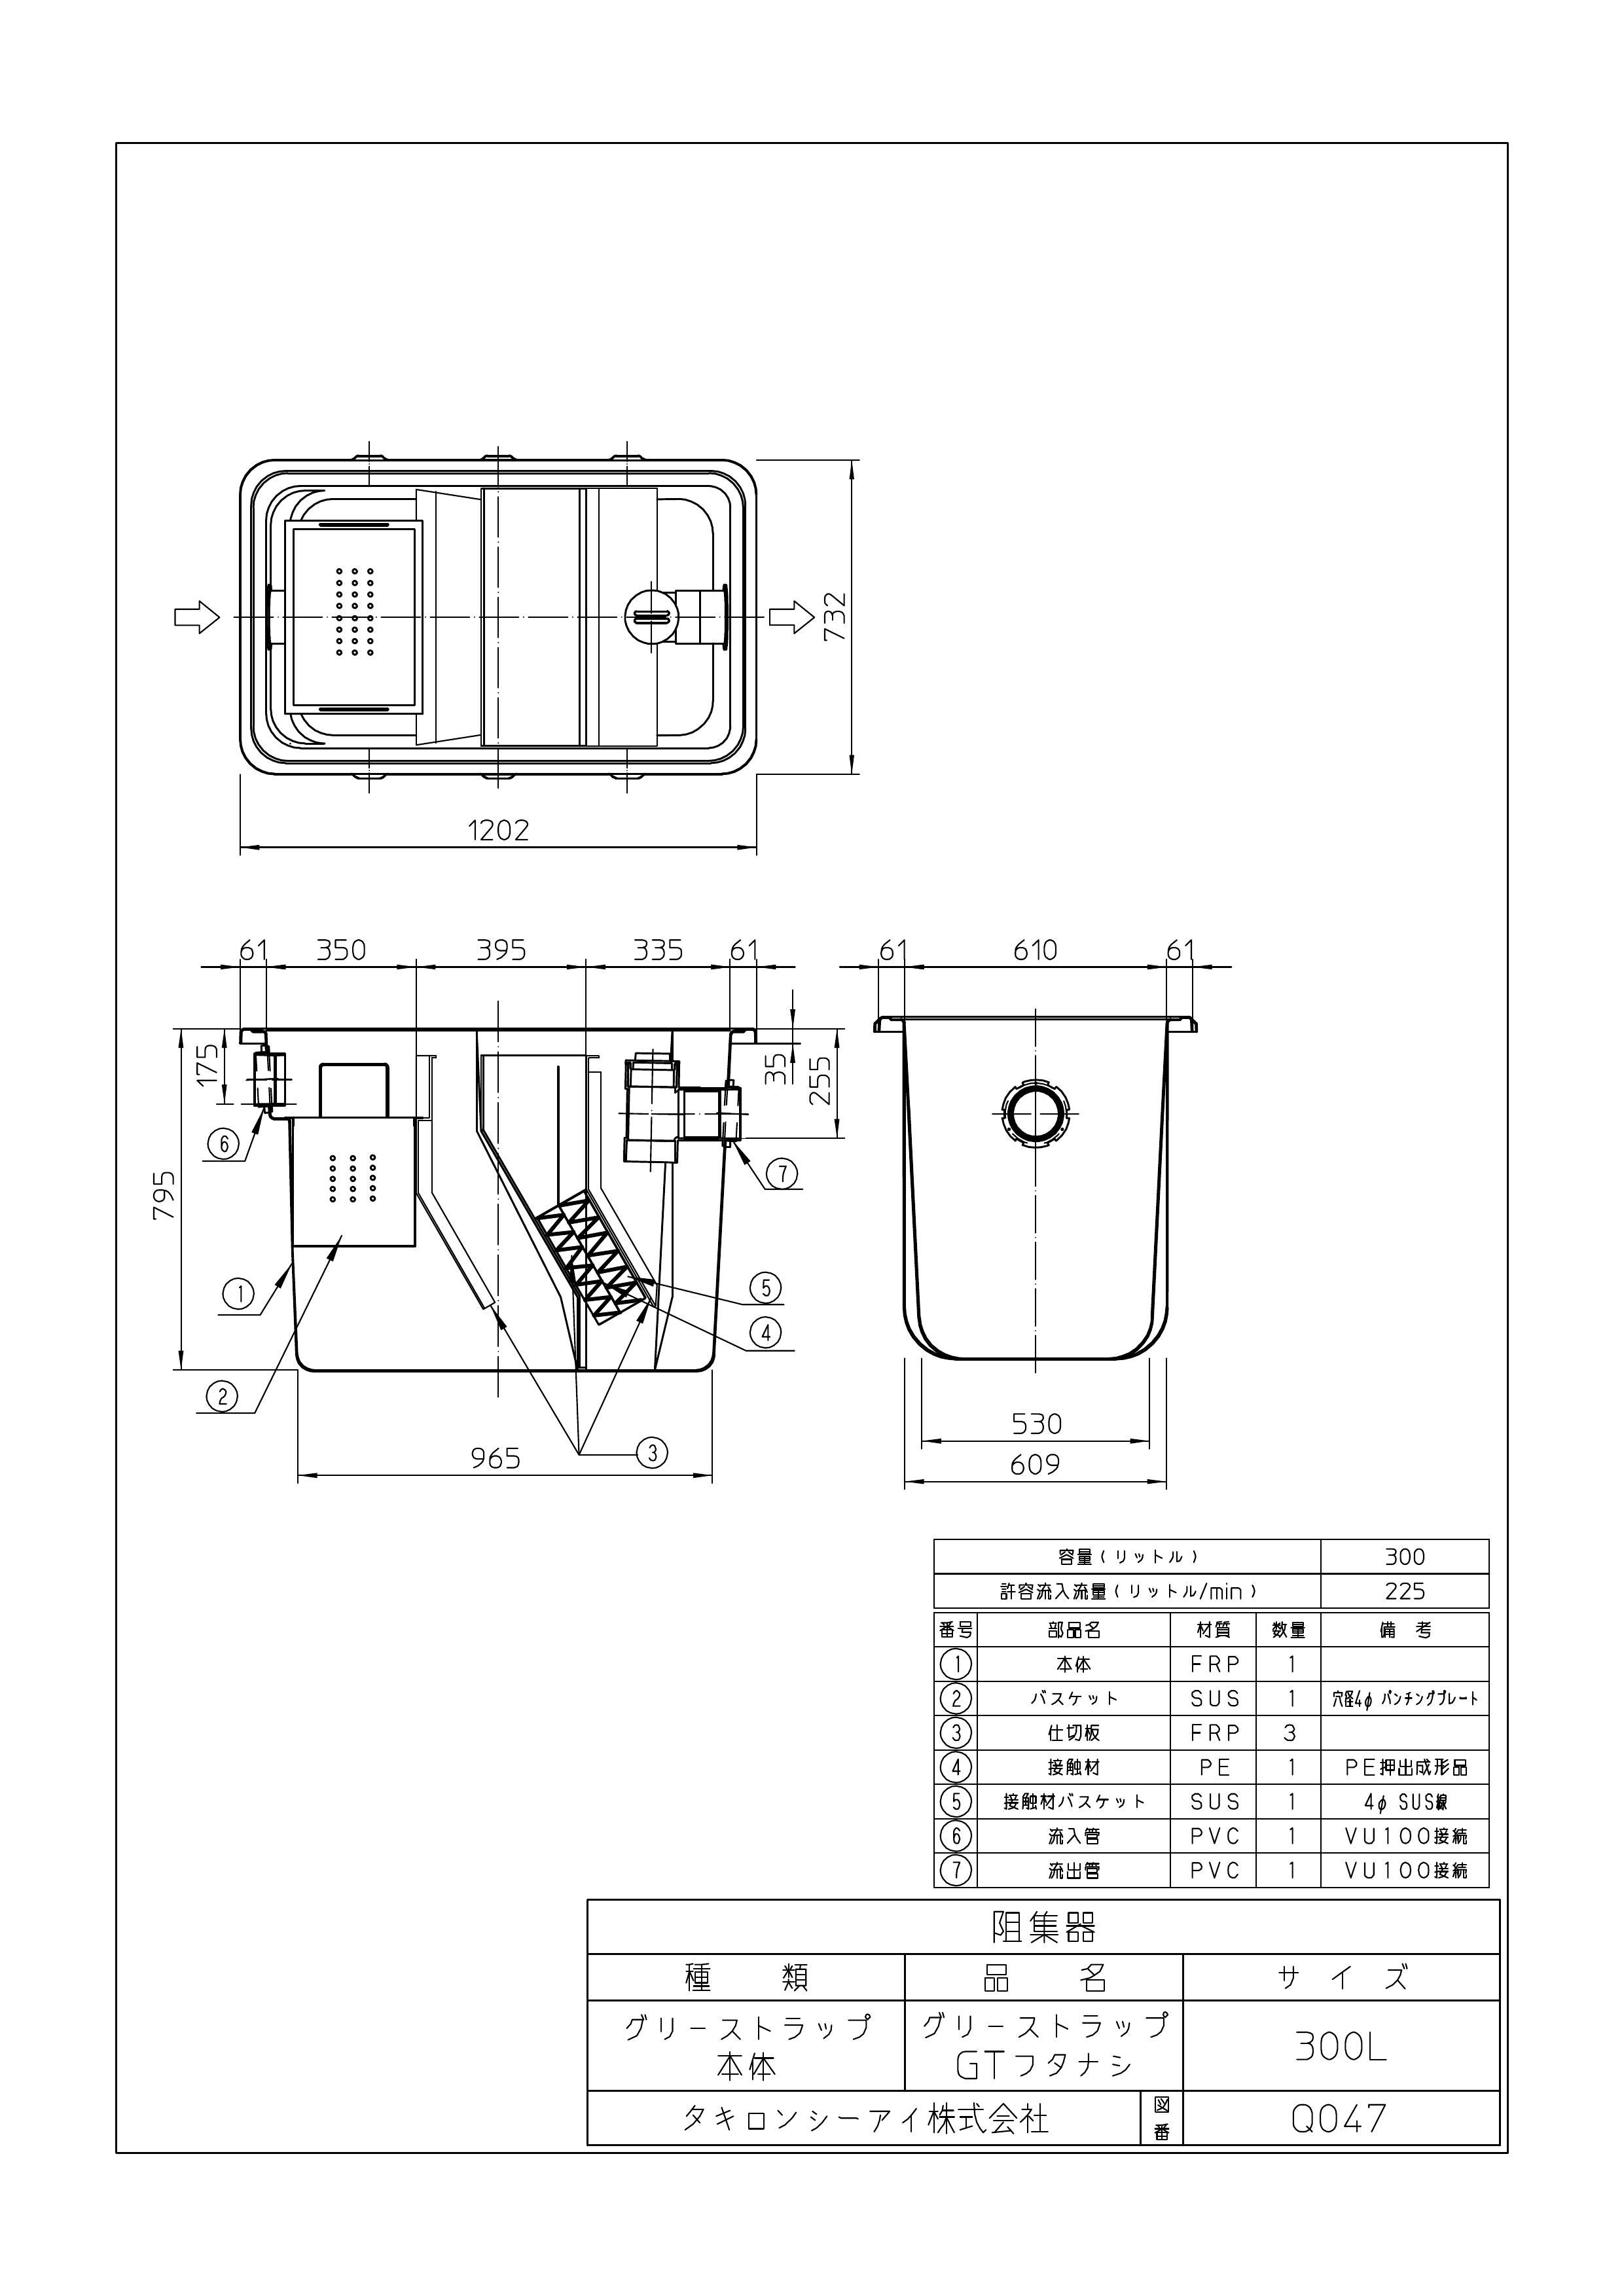 732
1202
61 350 395 335 61
61 610 61
175
35
255
795
⑥
⑦
①
⑤
④
②
③
965
530
609
容量(リットル) 300
許容流入流量(リットル/min) 225
番号 部品名 材質 数量 備 考
① 本体 FRP 1
② バスケット SUS 1 穴径4φ パンチングプレート
③ 仕切板 FRP 3
④ 接触材 PE 1 PE押出成形品
⑤ 接触材バスケット SUS 1 4φ SUS線
⑥ 流入管 PVC 1 VU100接続
⑦ 流出管 PVC 1 VU100接続
阻集器
種 類 品 名 サ イ ズ
グリーストラップ
本体
グリーストラップ
GTフタナシ
300L
タキロンシーアイ株式会社
図
番
Q047